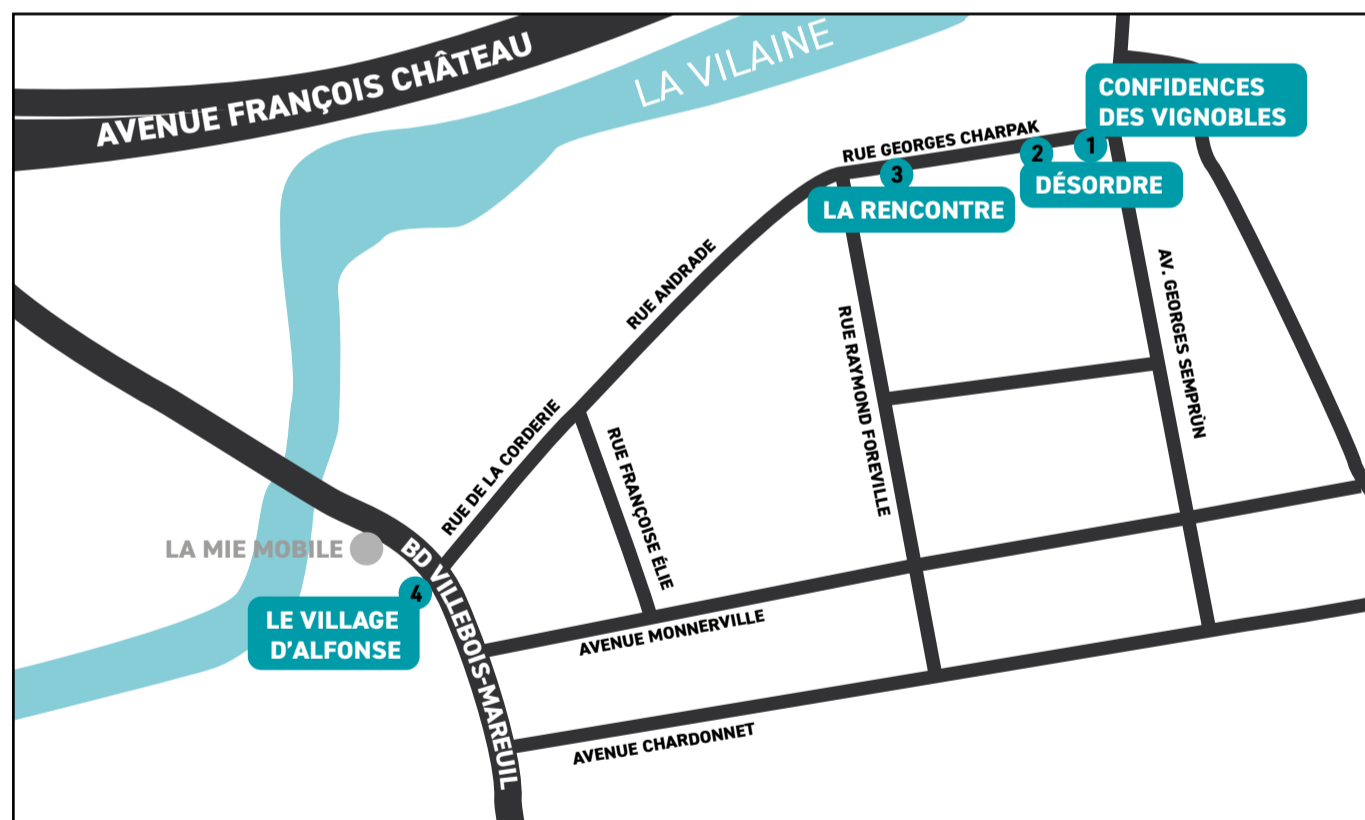 AVENUE FRANÇOIS CHÂTEAU
LA VILAINE
CONFIDENCES
DES VIGNOBLES
RUE GEORGES CHARPAK
1
2
DÉSORDRE
3
LA RENCONTRE
RUE ANDRADE
AV. GEORGES SEMPRÙN
RUE RAYMOND FOREVILLE
RUE DE LA CORDERIE
RUE FRANÇOISE ÉLIE
LA MIE MOBILE
BD VILLEBOIS-MAREUIL
4
LE VILLAGE
D'ALFONSE
AVENUE MONNERVILLE
AVENUE CHARDONNET